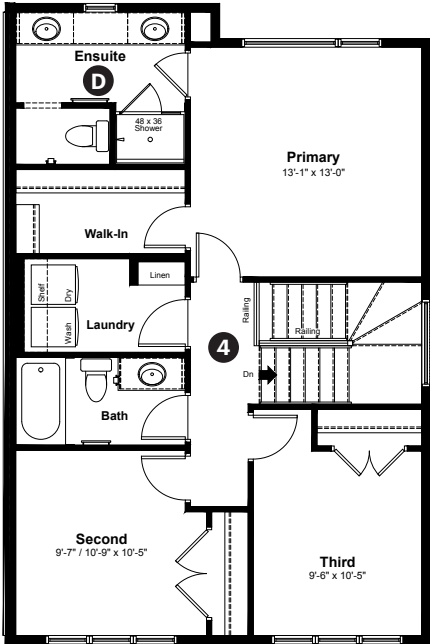 Ensuite
D
48 x 36
Shower
Primary
13'-1" x 13'-0"
Walk-In
Linen
Shelf
Dry
Wash
Laundry
Railing
Railing
4
Dn
Bath
Second
9'-7" / 10'-9" x 10'-5"
Third
9'-6" x 10'-5"